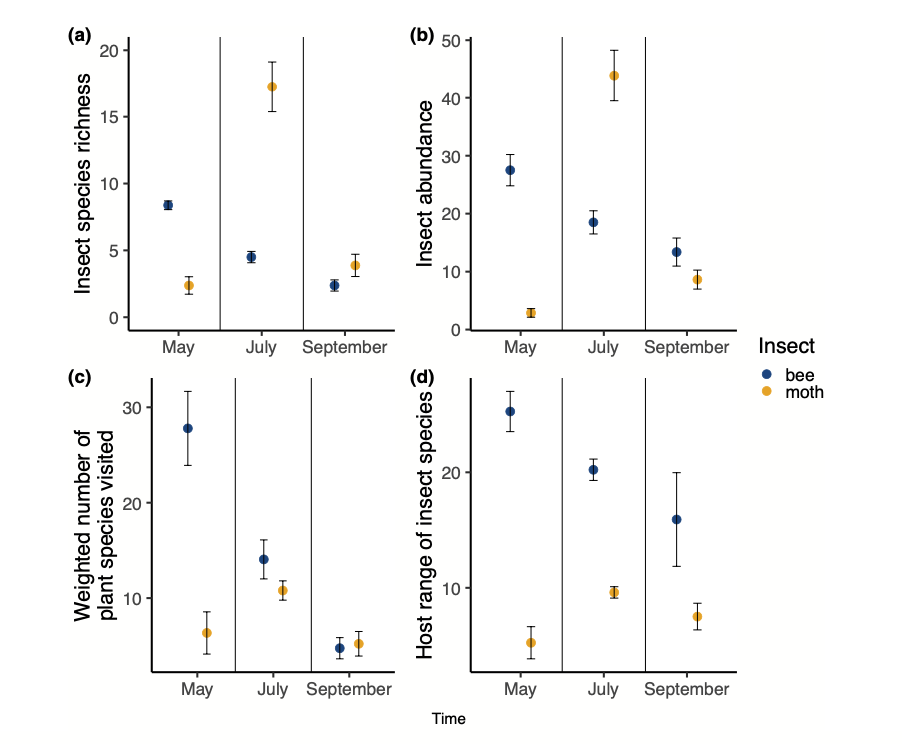 (a)
Insect species richness
20
15
10
5
0
May July September
(b)
Insect abundance
50
40
30
20
10
0
May July September
Insect
bee
moth
(c)
Weighted number of
plant species visited
30
20
10
May July September
(d)
Host range of insect species
20
10
May July September
Time